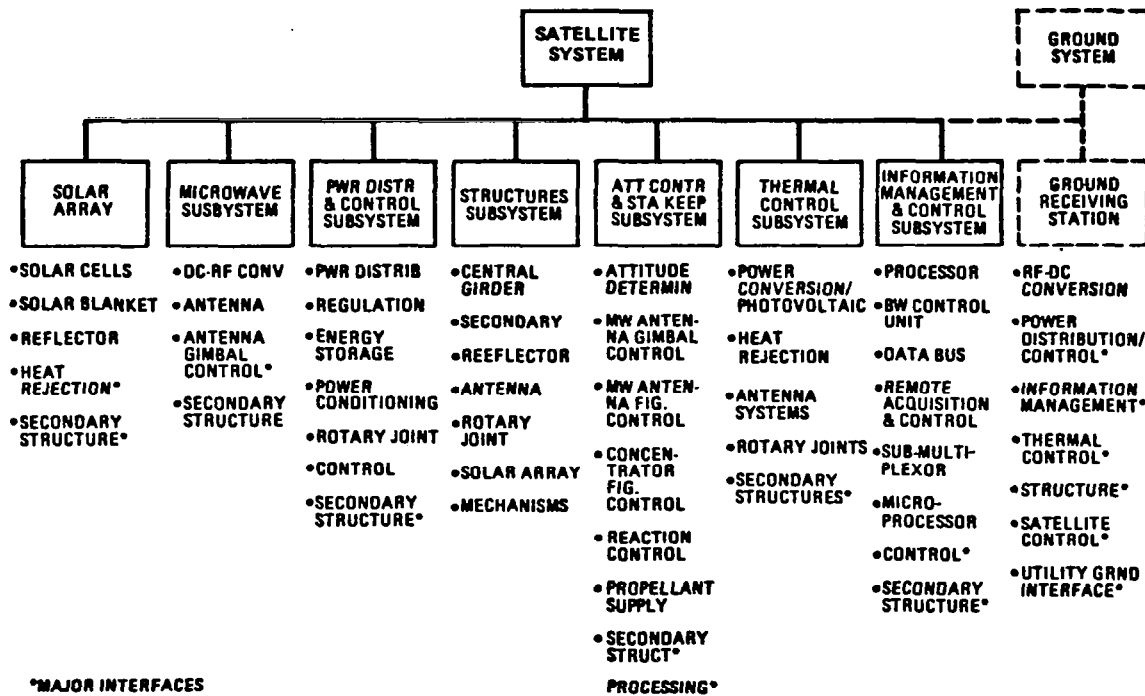 SATELLITE
SYSTEM
GROUND
SYSTEM
SOLAR
ARRAY
MICROWAVE
SUSBYSTEM
PWR DISTR
& CONTROL
SUBSYSTEM
STRUCTURES
SUBSYSTEM
ATT CONTR
& STA KEEP
SUBSYSTEM
THERMAL
CONTROL
SUBSYSTEM
INFORMATION
MANAGEMENT
& CONTROL
SUBSYSTEM
GROUND
RECEIVING
STATION
•SOLAR CELLS
•SOLAR BLANKET
•REFLECTOR
•HEAT
REJECTION*
•SECONDARY
STRUCTURE*
•DC-RF CONV
•ANTENNA
•ANTENNA
GIMBAL
CONTROL*
•SECONDARY
STRUCTURE
•PWR DISTRIB
•REGULATION
•ENERGY
STORAGE
•POWER
CONDITIONING
•ROTARY JOINT
•CONTROL
•SECONDARY
STRUCTURE*
•CENTRAL
GIRDER
•SECONDARY
•REEFLECTOR
•ANTENNA
•ROTARY
JOINT
•SOLAR ARRAY
•MECHANISMS
•ATTITUDE
DETERMIN
•MW ANTEN-
NA GIMBAL
CONTROL
•MW ANTEN-
NA FIG.
CONTROL
•CONCEN-
TRATOR
FIG.
CONTROL
•REACTION
CONTROL
•PROPELLANT
SUPPLY
•SECONDARY
STRUCT*
PROCESSING*
•POWER
CONVERSION/
PHOTOVOLTAIC
•HEAT
REJECTION
•ANTENNA
SYSTEMS
•ROTARY JOINTS
•SECONDARY
STRUCTURES*
•PROCESSOR
•BW CONTROL
UNIT
•DATA BUS
•REMOTE
ACQUISITION
& CONTROL
•SUB-MULTI-
PLEXOR
•MICRO-
PROCESSOR
•CONTROL*
•SECONDARY
STRUCTURE*
•RF-DC
CONVERSION
•POWER
DISTRIBUTION/
CONTROL*
•INFORMATION
MANAGEMENT*
•THERMAL
CONTROL*
•STRUCTURE*
•SATELLITE
CONTROL*
•UTILITY GRND
INTERFACE*
*MAJOR INTERFACES